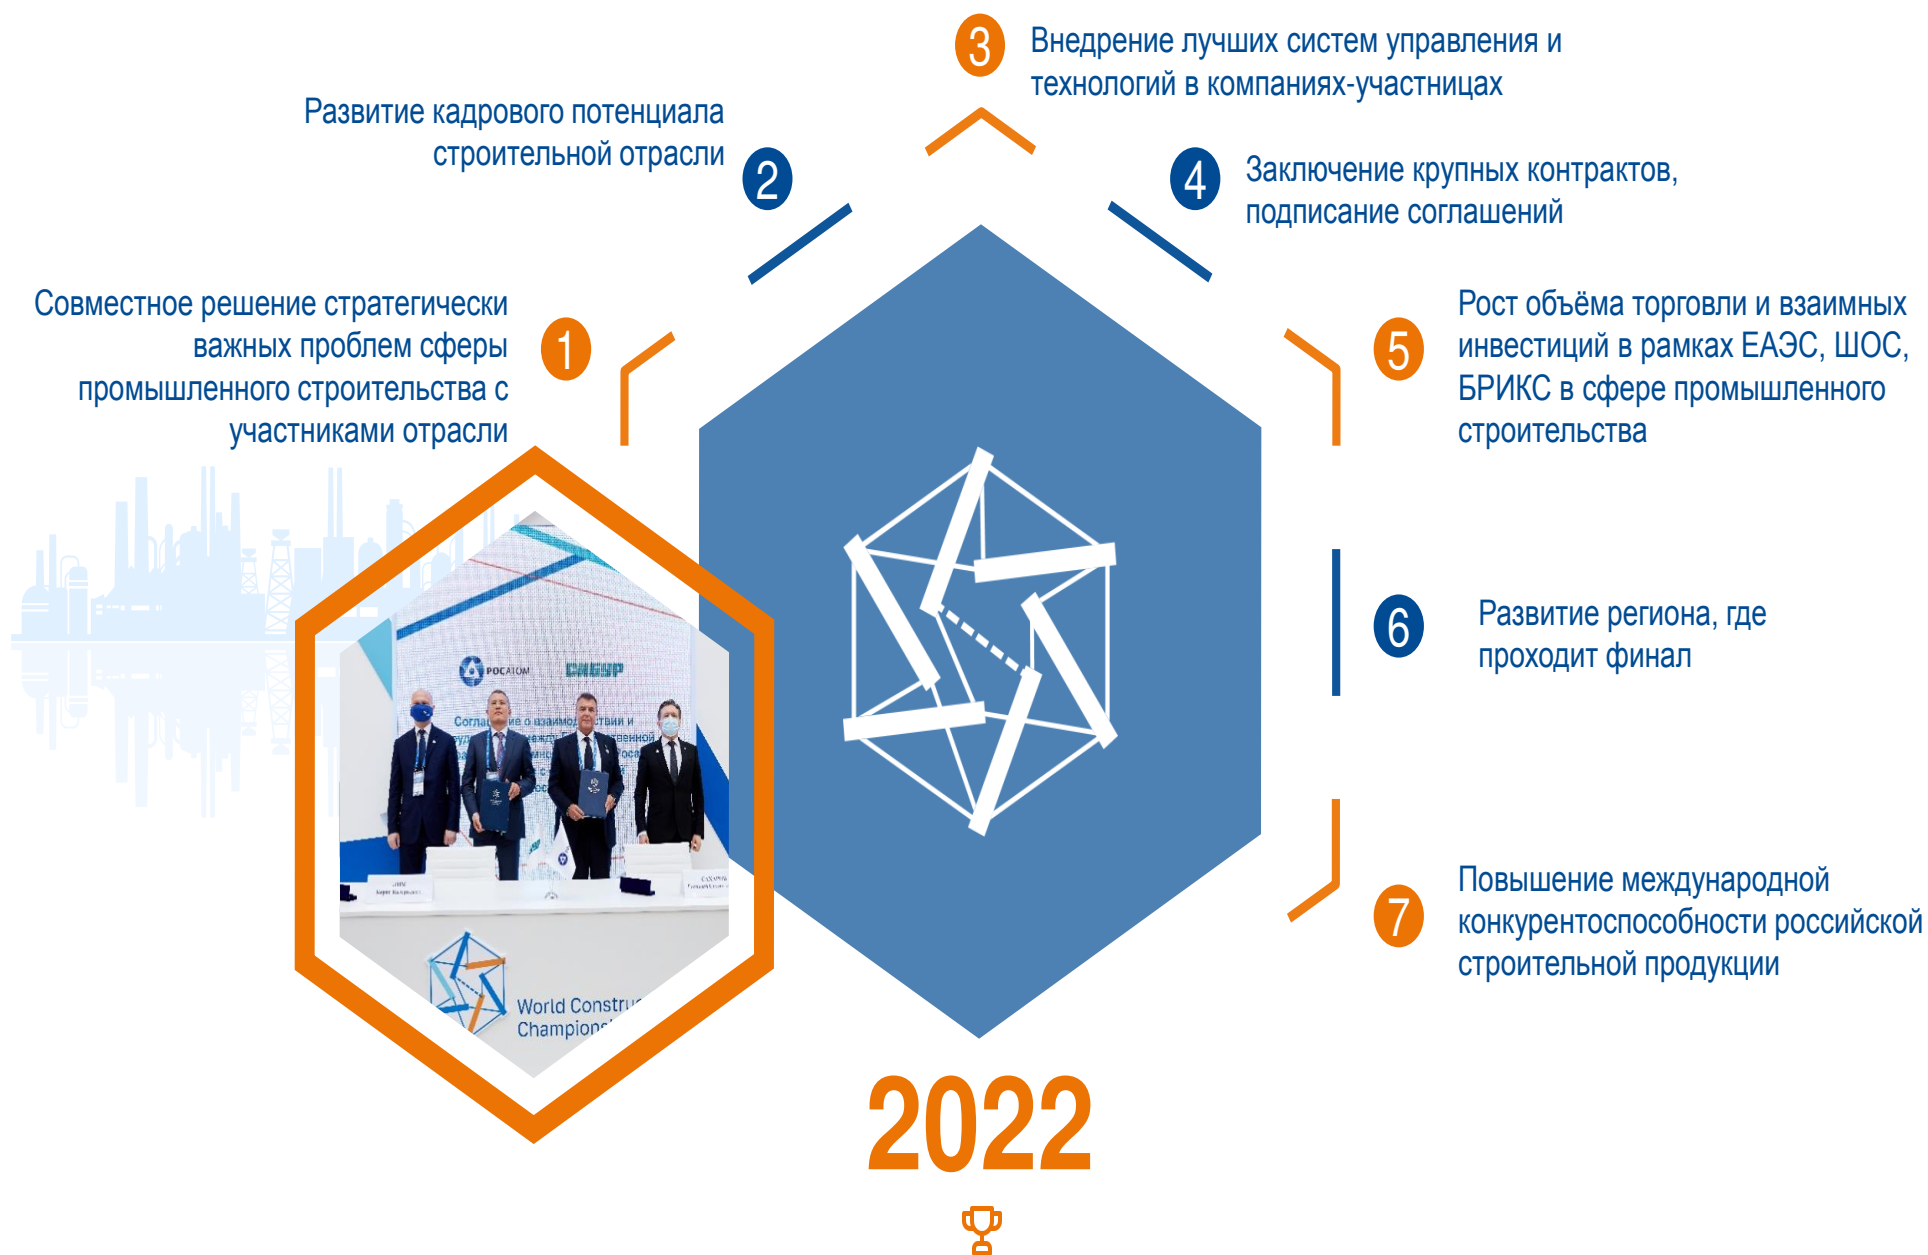 3
Внедрение лучших систем управления и
технологий в компаниях-участницах
Развитие кадрового потенциала
строительной отрасли
2
4
Заключение крупных контрактов,
подписание соглашений
Совместное решение стратегически
важных проблем сферы
промышленного строительства с
участниками отрасли
1
5
Рост объёма торговли и взаимных
инвестиций в рамках ЕАЭС, ШОС,
БРИКС в сфере промышленного
строительства
6
Развитие региона, где
проходит финал
7
Повышение международной
конкурентоспособности российской
строительной продукции
РОСАТОМ
СИБУР
World Constru
Champions
2022